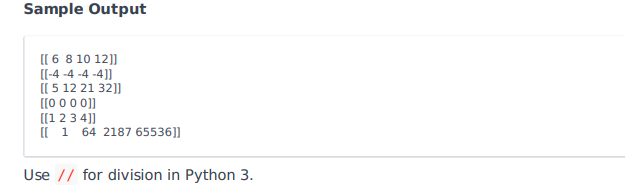 Sample Output
[[ 6  8 10 12]]
[[-4 -4 -4 -4]]
[[ 5 12 21 32]]
[[0 0 0 0]]
[[1 2 3 4]]
[[    1    64  2187 65536]]
Use // for division in Python 3.